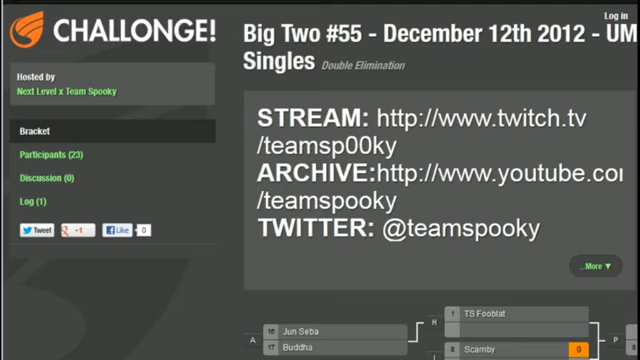 CHALLONGE!
Log in
Big Two #55 - December 12th 2012 - UM
Singles Double Elimination
Hosted by
Next Level x Team Spooky
Bracket
Participants (23)
Discussion (0)
Log (1)
Tweet +1 Like 0
STREAM: http://www.twitch.tv
/teamsp00ky
ARCHIVE:http://www.youtube.com
/teamspooky
TWITTER: @teamspooky
...More ▼
A 16 Jun Seba
17 Buddha
H 1 TS Fooblat
8 Scamby 0
P